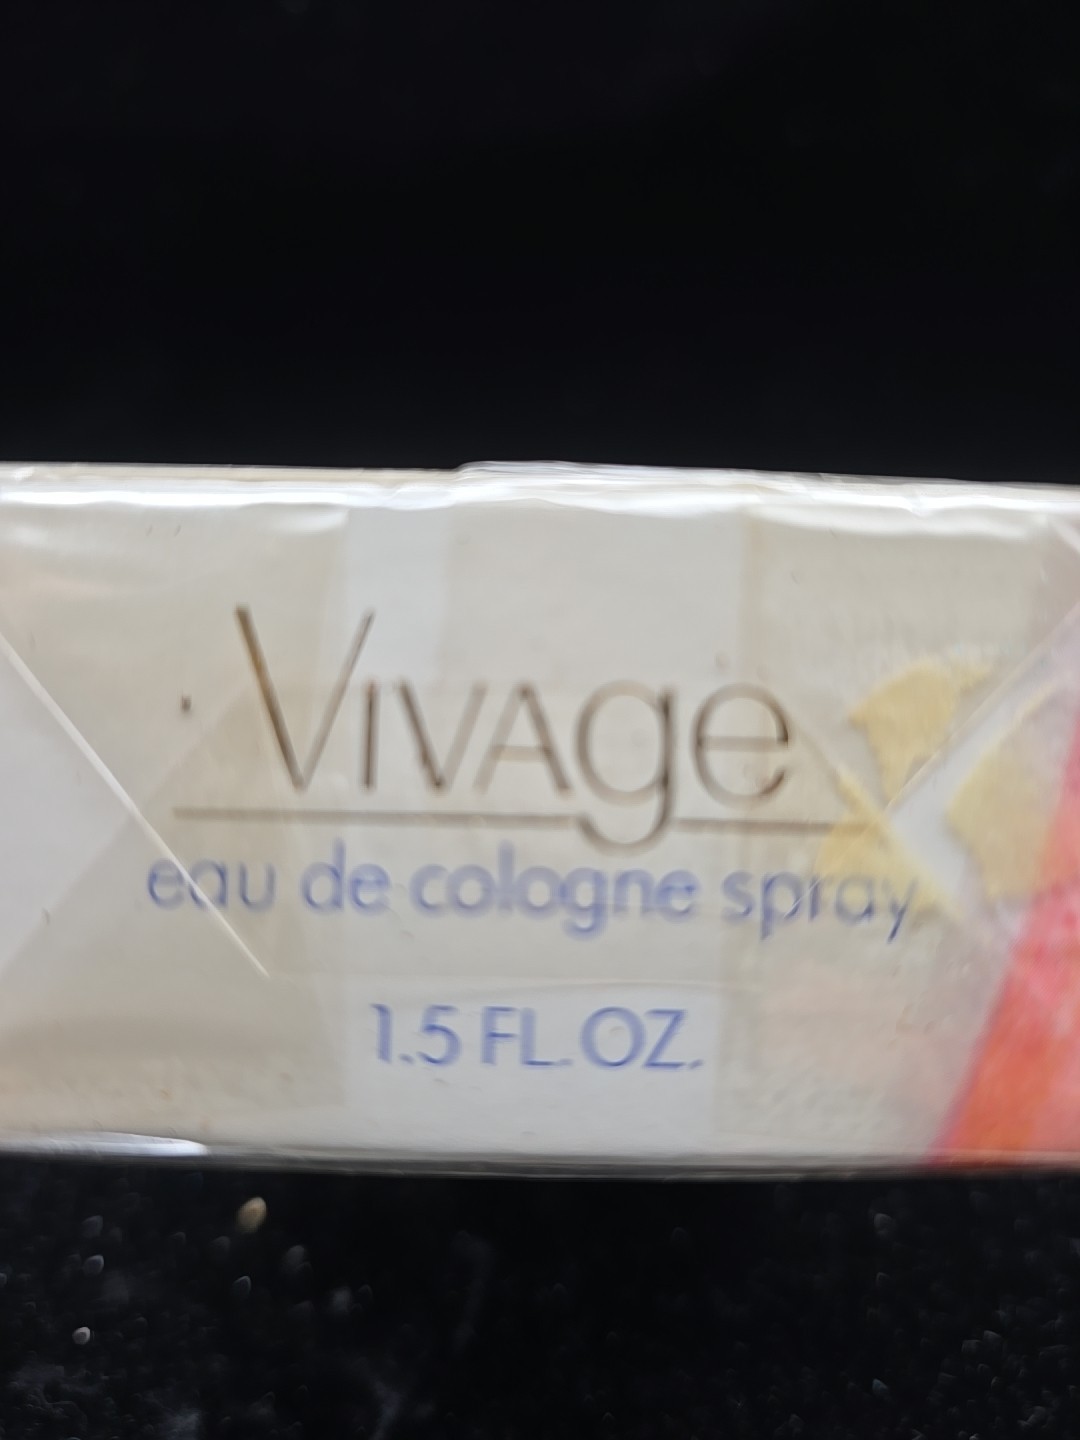 VIVAge
eau de cologne spray
1.5 FL. OZ.